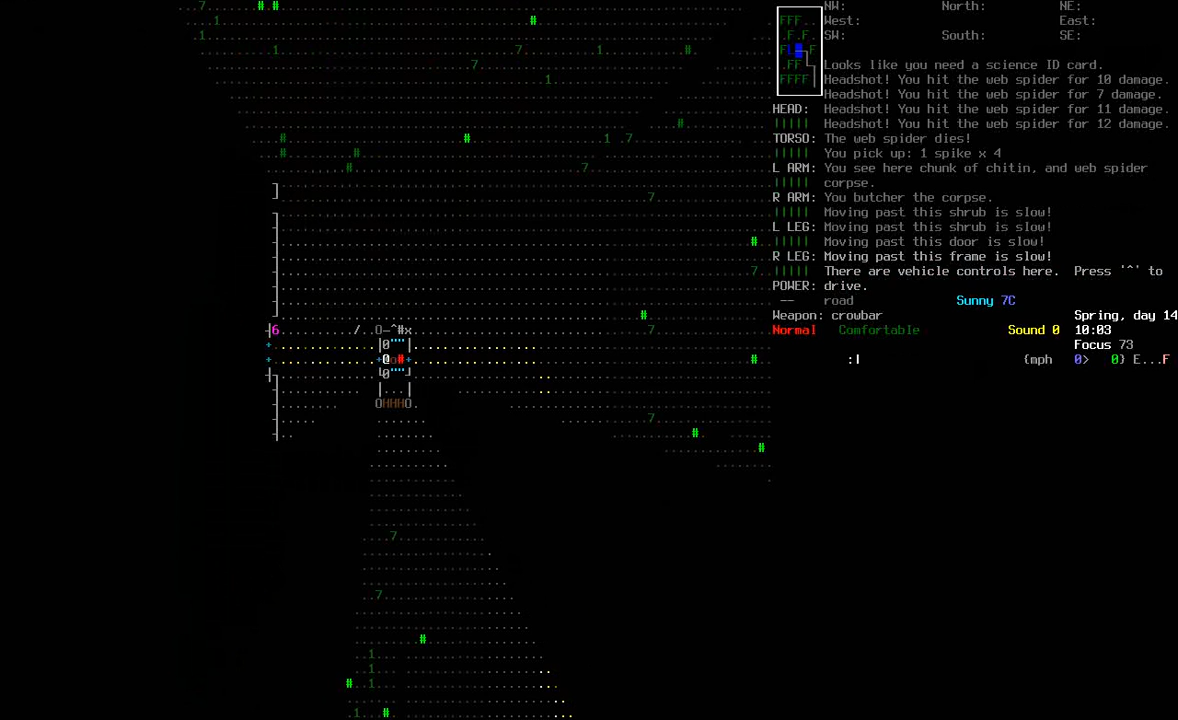 NW: North: NE:
West: East:
SW: South: SE:
Looks like you need a science ID card.
Headshot! You hit the web spider for 10 damage.
Headshot! You hit the web spider for 7 damage.
HEAD: Headshot! You hit the web spider for 11 damage.
||||| Headshot! You hit the web spider for 12 damage.
TORSO: The web spider dies!
||||| You pick up: 1 spike x 4
L ARM: You see here chunk of chitin, and web spider
||||| corpse.
R ARM: You butcher the corpse.
||||| Moving past this shrub is slow!
L LEG: Moving past this shrub is slow!
||||| Moving past this door is slow!
R LEG: Moving past this frame is slow!
||||| There are vehicle controls here. Press '^' to
POWER: drive.
-- road Sunny 7C
Weapon: crowbar Spring, day 14
Normal Comfortable Sound 0 10:03
Focus 73
:| {mph 0> 0} E...F